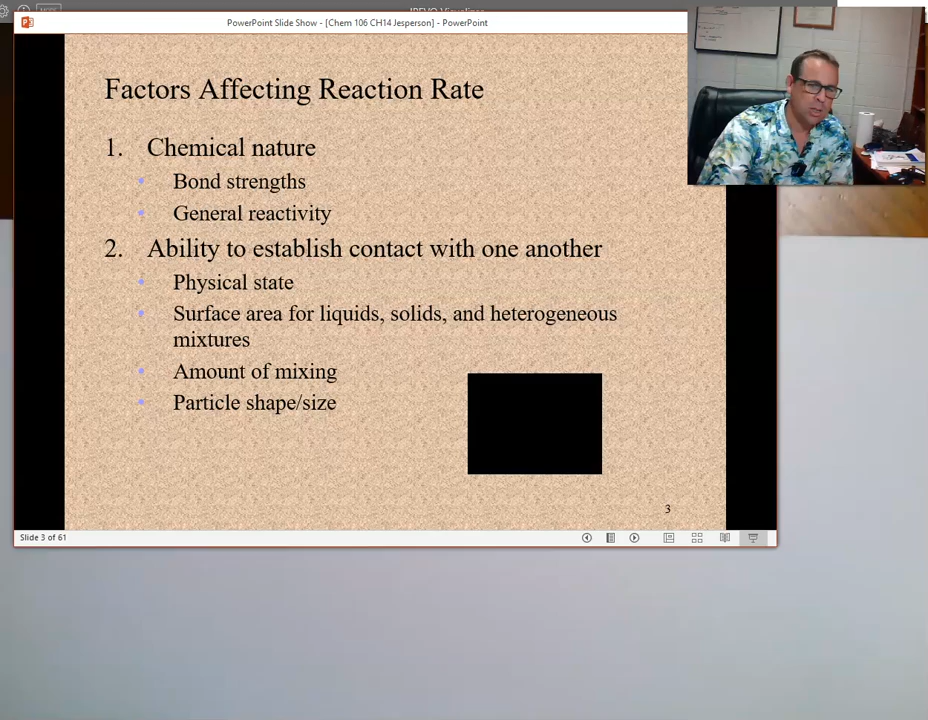 PowerPoint Slide Show - [Chem 106 CH14 Jesperson] - PowerPoint
Factors Affecting Reaction Rate
1. Chemical nature
• Bond strengths
• General reactivity
2. Ability to establish contact with one another
• Physical state
• Surface area for liquids, solids, and heterogeneous
mixtures
• Amount of mixing
• Particle shape/size
3
Slide 3 of 61